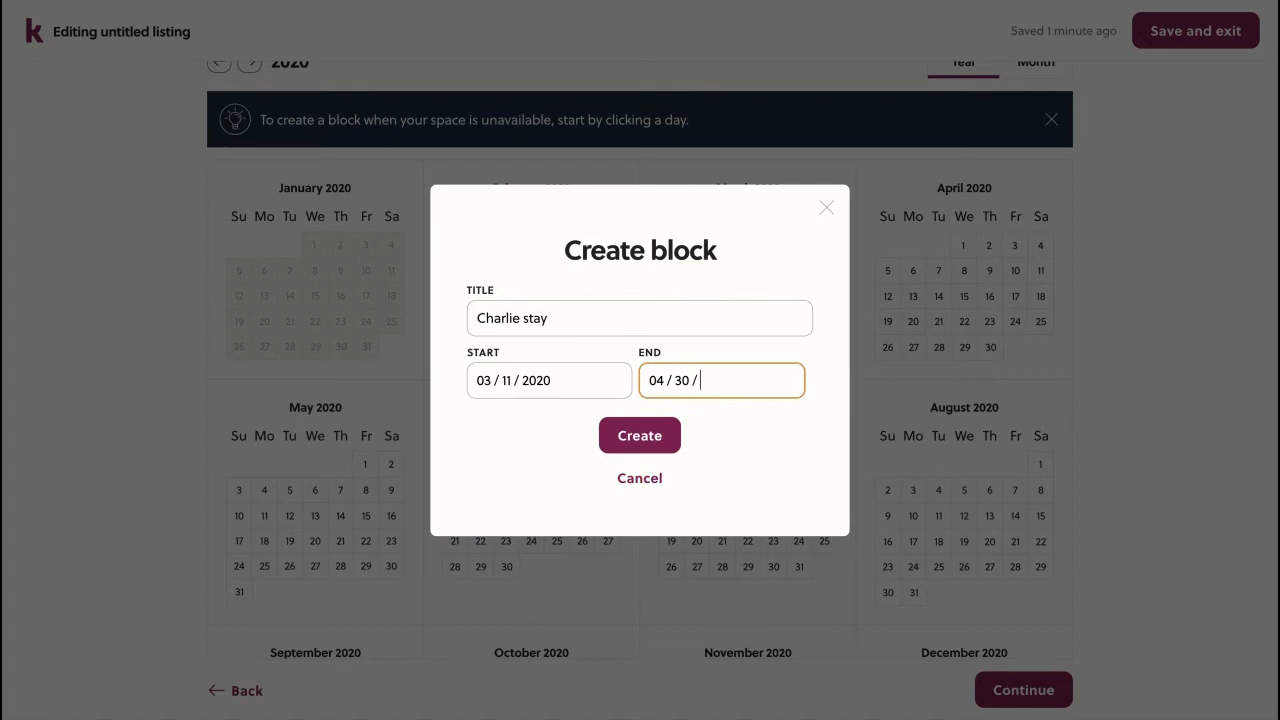 k Editing untitled listing
Saved 1 minute ago
Save and exit
2020
Year Month
To create a block when your space is unavailable, start by clicking a day.
January 2020
Su Mo Tu We Th Fr Sa
1 2 3 4
5 6 7 8 9 10 11
12 13 14 15 16 17 18
19 20 21 22 23 24 25
26 27 28 29 30 31
April 2020
Su Mo Tu We Th Fr Sa
1 2 3 4
5 6 7 8 9 10 11
12 13 14 15 16 17 18
19 20 21 22 23 24 25
26 27 28 29 30
Create block
TITLE
Charlie stay
START END
03 / 11 / 2020 04 / 30 /
Create
Cancel
May 2020
Su Mo Tu We Th Fr Sa
1 2
3 4 5 6 7 8 9
10 11 12 13 14 15 16
17 18 19 20 21 22 23
24 25 26 27 28 29 30
31
21 22 23 24 25 26 27
28 29 30
19 20 21 22 23 24 25
26 27 28 29 30 31
August 2020
Su Mo Tu We Th Fr Sa
1
2 3 4 5 6 7 8
9 10 11 12 13 14 15
16 17 18 19 20 21 22
23 24 25 26 27 28 29
30 31
September 2020 October 2020 November 2020 December 2020
Back
Continue